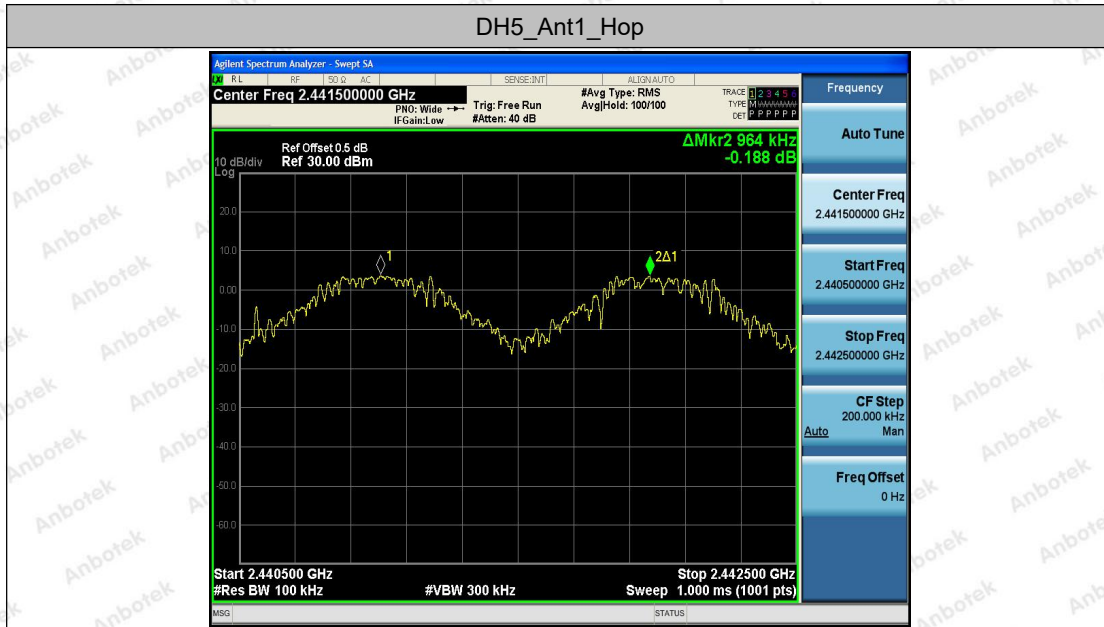 DH5_Ant1_Hop
Agilent Spectrum Analyzer - Swept SA
LXI RL RF 50 Ω AC SENSE:INT ALIGNAUTO
Center Freq 2.441500000 GHz
PNO: Wide
IFGain:Low
Trig: Free Run
#Atten: 40 dB
#Avg Type: RMS
Avg|Hold: 100/100
TRACE 1 2 3 4 5 6
TYPE M WWWWW
DET P P P P P P
Frequency
ΔMkr2 964 kHz
-0.188 dB
Ref Offset 0.5 dB
10 dB/div Ref 30.00 dBm
Log
20.0
10.0
0.00
-10.0
-20.0
-30.0
-40.0
-50.0
-60.0
1
2Δ1
Start 2.440500 GHz Stop 2.442500 GHz
#Res BW 100 kHz #VBW 300 kHz Sweep 1.000 ms (1001 pts)
MSG STATUS
Auto Tune
Center Freq
2.441500000 GHz
Start Freq
2.440500000 GHz
Stop Freq
2.442500000 GHz
CF Step
200.000 kHz
Auto Man
Freq Offset
0 Hz
Anbotek